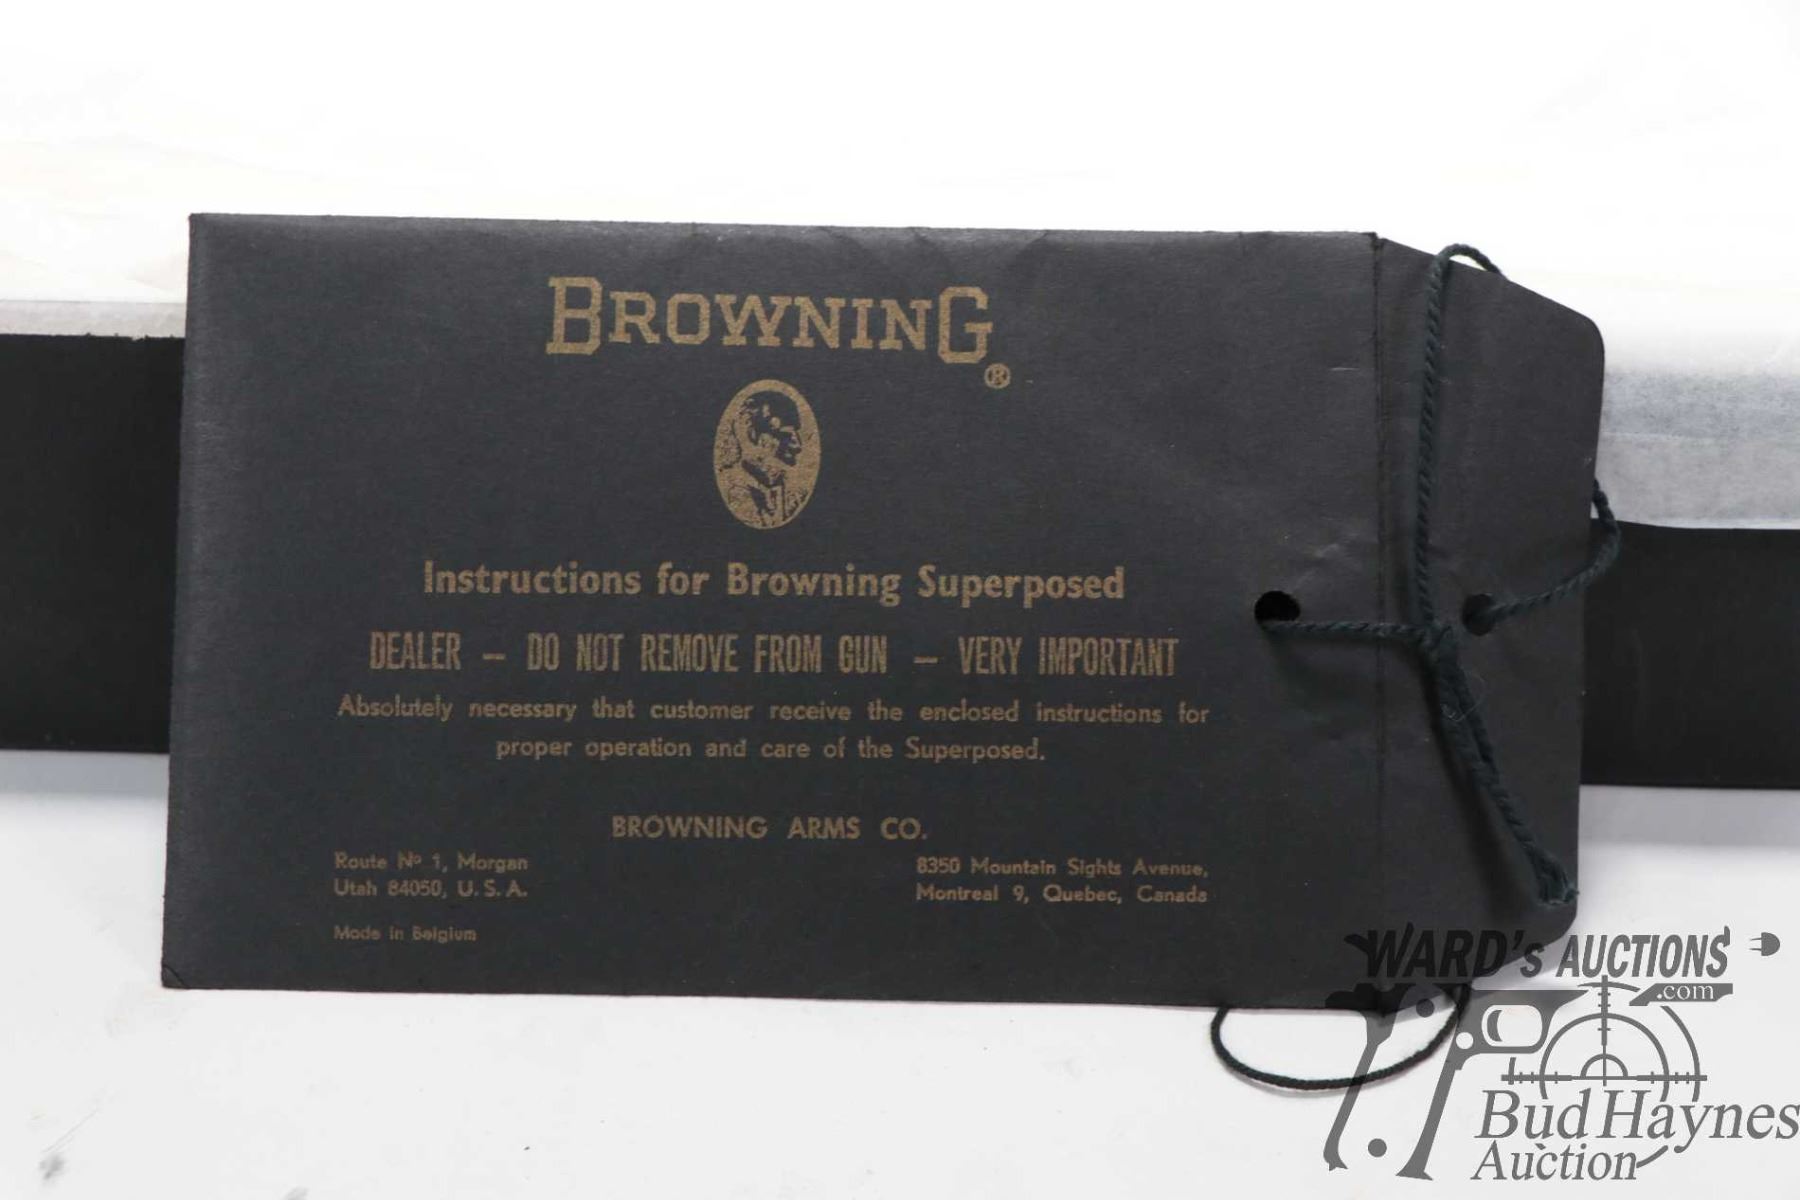 BROWNING
®
Instructions for Browning Superposed
DEALER – DO NOT REMOVE FROM GUN – VERY IMPORTANT
Absolutely necessary that customer receive the enclosed instructions for
proper operation and care of the Superposed.
BROWNING ARMS CO.
Route Nº 1, Morgan
Utah 84050, U.S.A.
8350 Mountain Sights Avenue,
Montreal 9, Quebec, Canada
Made in Belgium
WARD's AUCTIONS
.com
Bud Haynes
Auction